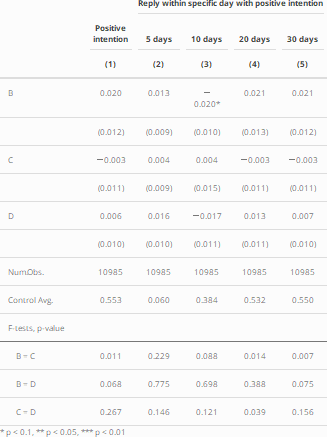 Reply within specific day with positive intention
Positive intention 5 days 10 days 20 days 30 days
(1) (2) (3) (4) (5)
B 0.020 0.013 −0.020* 0.021 0.021
(0.012) (0.009) (0.010) (0.013) (0.012)
C −0.003 0.004 0.004 −0.003 −0.003
(0.011) (0.009) (0.015) (0.011) (0.011)
D 0.006 0.016 −0.017 0.013 0.007
(0.010) (0.010) (0.011) (0.011) (0.010)
Num.Obs. 10985 10985 10985 10985 10985
Control Avg. 0.553 0.060 0.384 0.532 0.550
F-tests, p-value
B = C 0.011 0.229 0.088 0.014 0.007
B = D 0.068 0.775 0.698 0.388 0.075
C = D 0.267 0.146 0.121 0.039 0.156
* p < 0.1, ** p < 0.05, *** p < 0.01